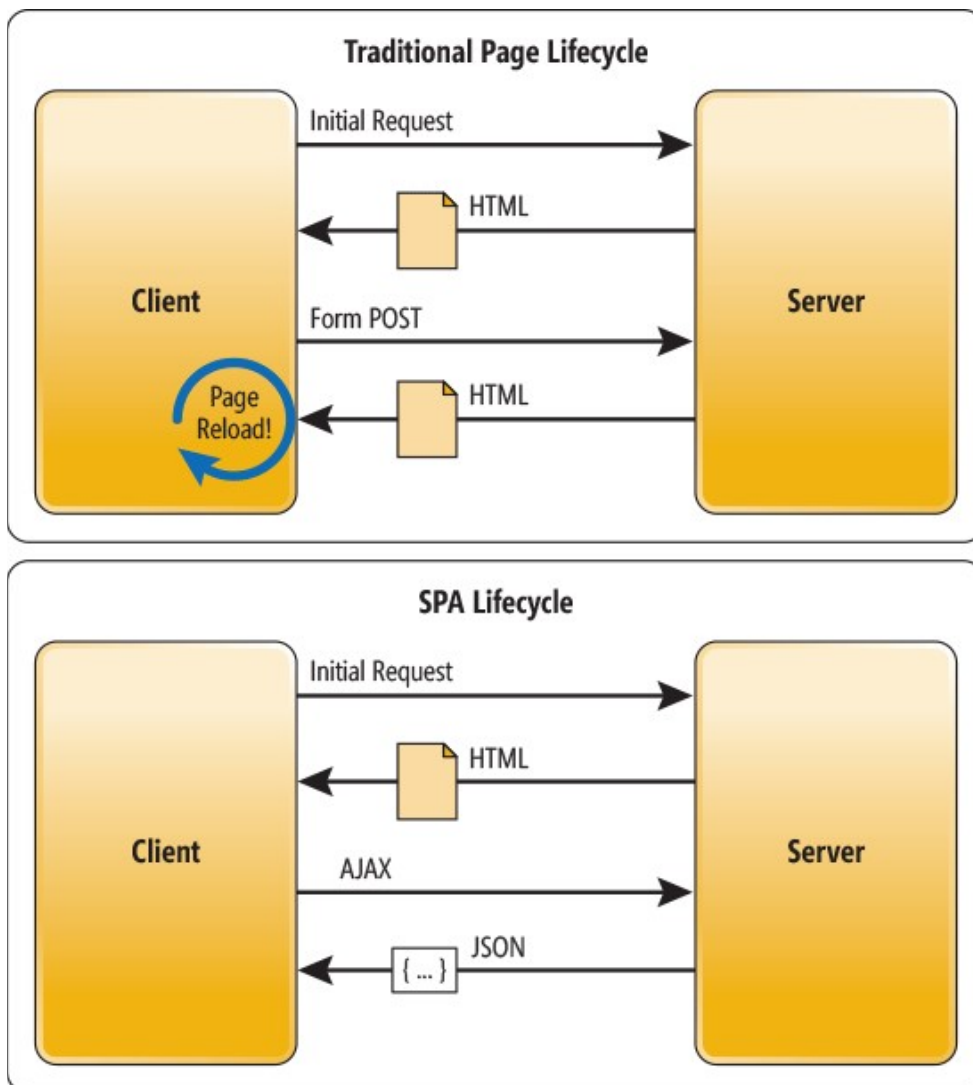 Traditional Page Lifecycle
Initial Request
HTML
Client
Server
Form POST
HTML
Page
Reload!
SPA Lifecycle
Initial Request
HTML
Client
Server
AJAX
JSON
{ ... }